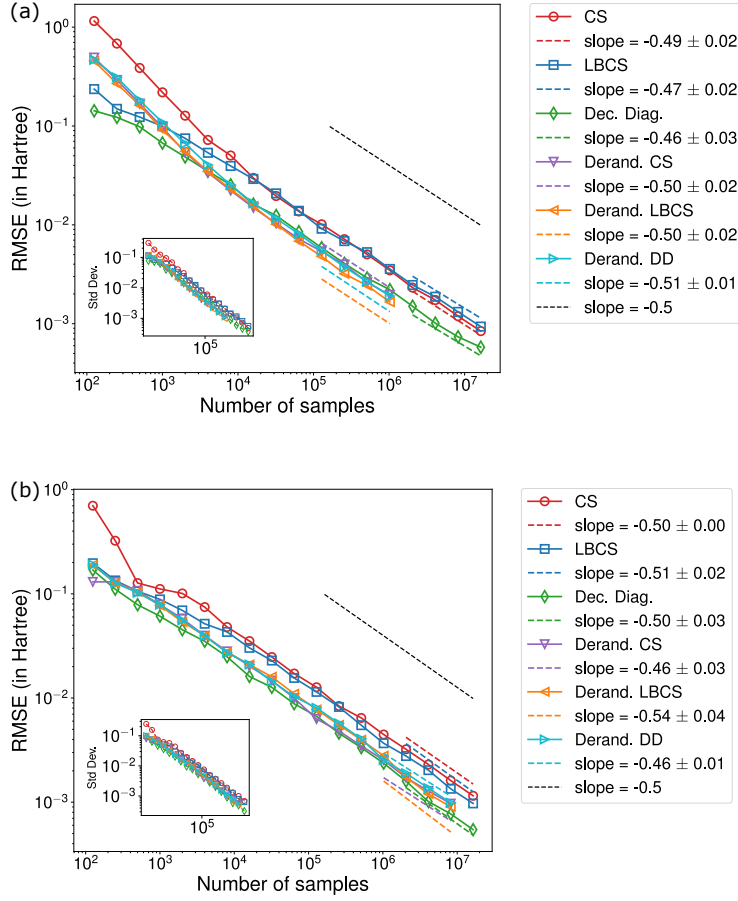 (a)
10^0
10^-1
10^-2
10^-3
RMSE (in Hartree)
10^2
10^3
10^4
10^5
10^6
10^7
Number of samples
Std Dev.
10^-1
10^-2
10^-3
10^5
CS
slope = -0.49 ± 0.02
LBCS
slope = -0.47 ± 0.02
Dec. Diag.
slope = -0.46 ± 0.03
Derand. CS
slope = -0.50 ± 0.02
Derand. LBCS
slope = -0.50 ± 0.02
Derand. DD
slope = -0.51 ± 0.01
slope = -0.5
(b)
10^0
10^-1
10^-2
10^-3
RMSE (in Hartree)
10^2
10^3
10^4
10^5
10^6
10^7
Number of samples
Std Dev.
10^-1
10^-2
10^-3
10^5
CS
slope = -0.50 ± 0.00
LBCS
slope = -0.51 ± 0.02
Dec. Diag.
slope = -0.50 ± 0.03
Derand. CS
slope = -0.46 ± 0.03
Derand. LBCS
slope = -0.54 ± 0.04
Derand. DD
slope = -0.46 ± 0.01
slope = -0.5